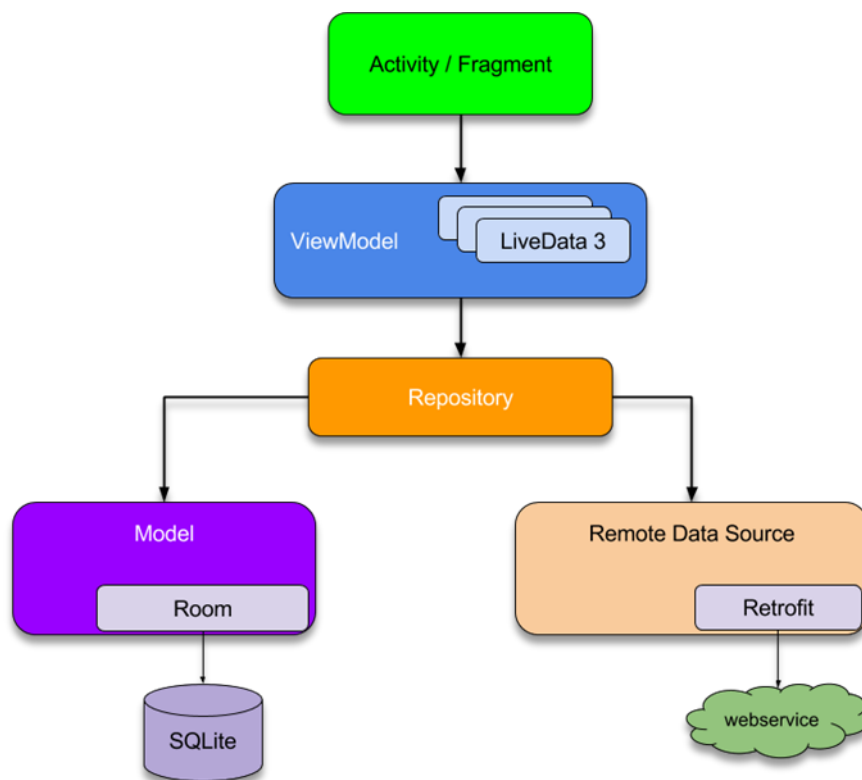 Activity / Fragment
ViewModel
LiveData 3
Repository
Model
Room
SQLite
Remote Data Source
Retrofit
webservice